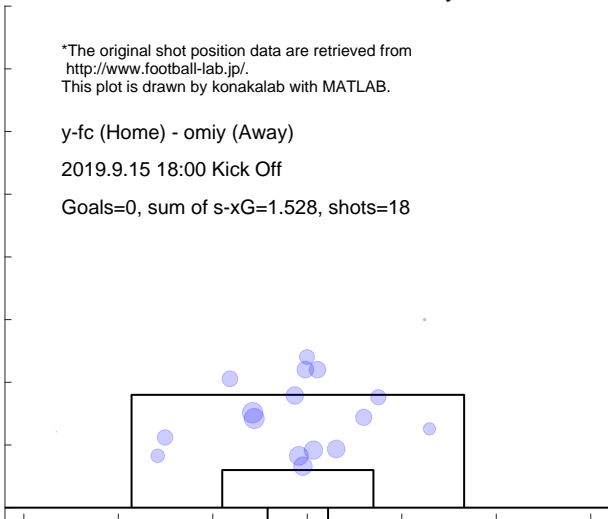 *The original shot position data are retrieved from
http://www.football-lab.jp/.
This plot is drawn by konakalab with MATLAB.
y-fc (Home) - omiy (Away)
2019.9.15 18:00 Kick Off
Goals=0, sum of s-xG=1.528, shots=18